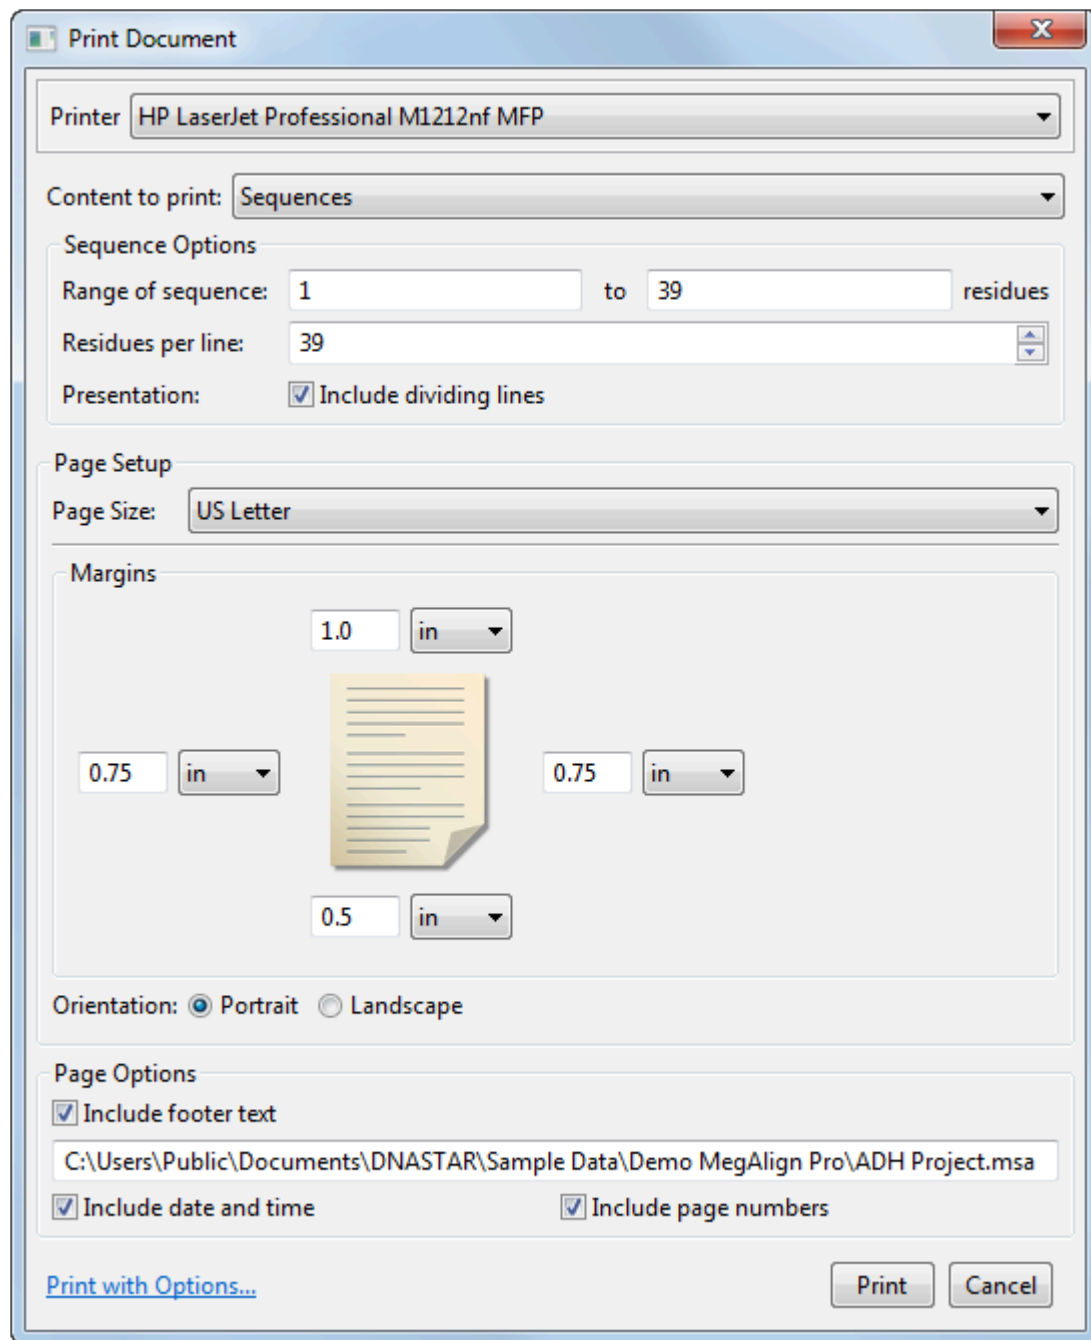 Print Document
Printer HP LaserJet Professional M1212nf MFP
Content to print: Sequences
Sequence Options
Range of sequence: 1 to 39 residues
Residues per line: 39
Presentation: Include dividing lines
Page Setup
Page Size: US Letter
Margins
1.0 in
0.75 in 0.75 in
0.5 in
Orientation: Portrait Landscape
Page Options
Include footer text
C:\Users\Public\Documents\DNASTAR\Sample Data\Demo MegAlign Pro\ADH Project.msa
Include date and time Include page numbers
Print with Options... Print Cancel